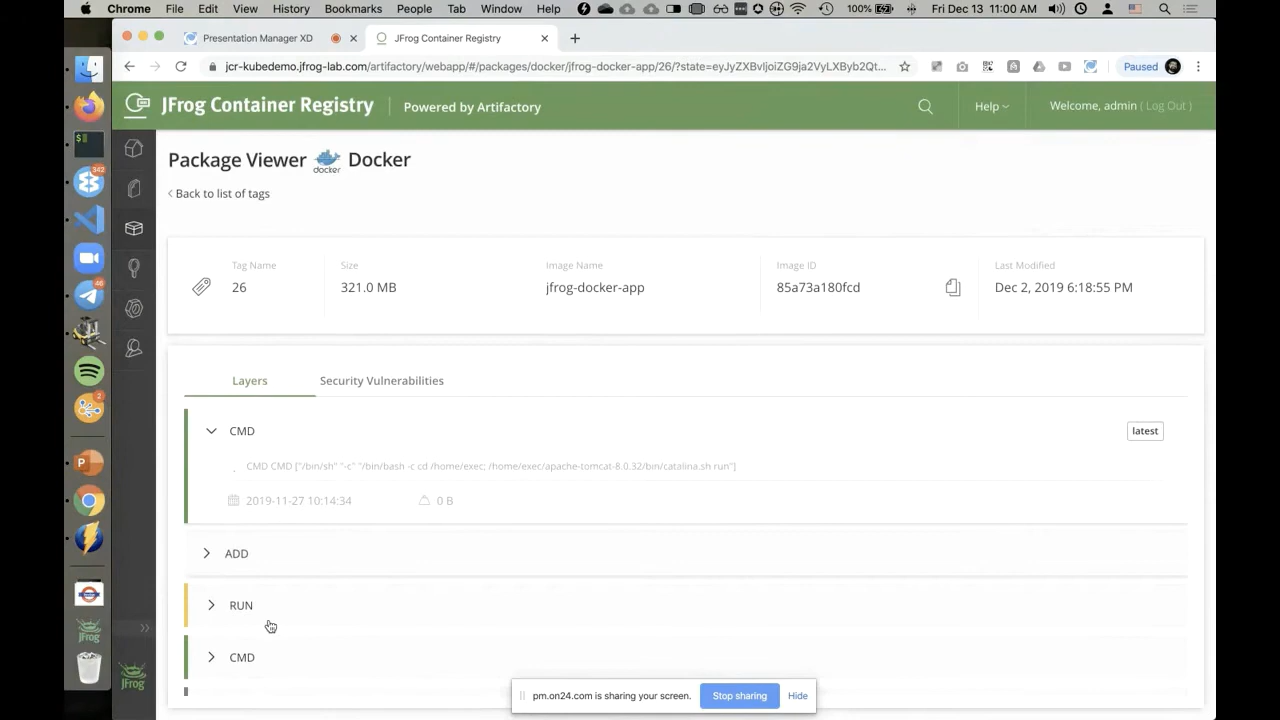 Chrome File Edit View History Bookmarks People Tab Window Help 100% Fri Dec 13 11:00 AM
Presentation Manager XD JFrog Container Registry
jcr-kubedemo.jfrog-lab.com/artifactory/webapp/#/packages/docker/jfrog-docker-app/26/?state=eyJyZXBvIjoiZG9ja2VyLXByb2Qt... Paused
JFrog Container Registry Powered by Artifactory Help Welcome, admin ( Log Out )
Package Viewer docker Docker
Back to list of tags
Tag Name Size Image Name Image ID Last Modified
26 321.0 MB jfrog-docker-app 85a73a180fcd Dec 2, 2019 6:18:55 PM
Layers Security Vulnerabilities
CMD latest
CMD CMD ["/bin/sh" "-c" "/bin/bash -c cd /home/exec; /home/exec/apache-tomcat-8.0.32/bin/catalina.sh run"]
2019-11-27 10:14:34 0 B
ADD
RUN
CMD
pm.on24.com is sharing your screen. Stop sharing Hide
342
46
2
JFrog
JFrog